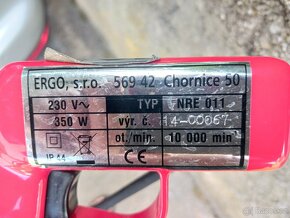 ERGO, s.r.o. 569 42 Chornice 50
230 V~ TYP NRE 011
350 W výr. č. 14-00067
ot./min 10 000 min
IP 44 CE